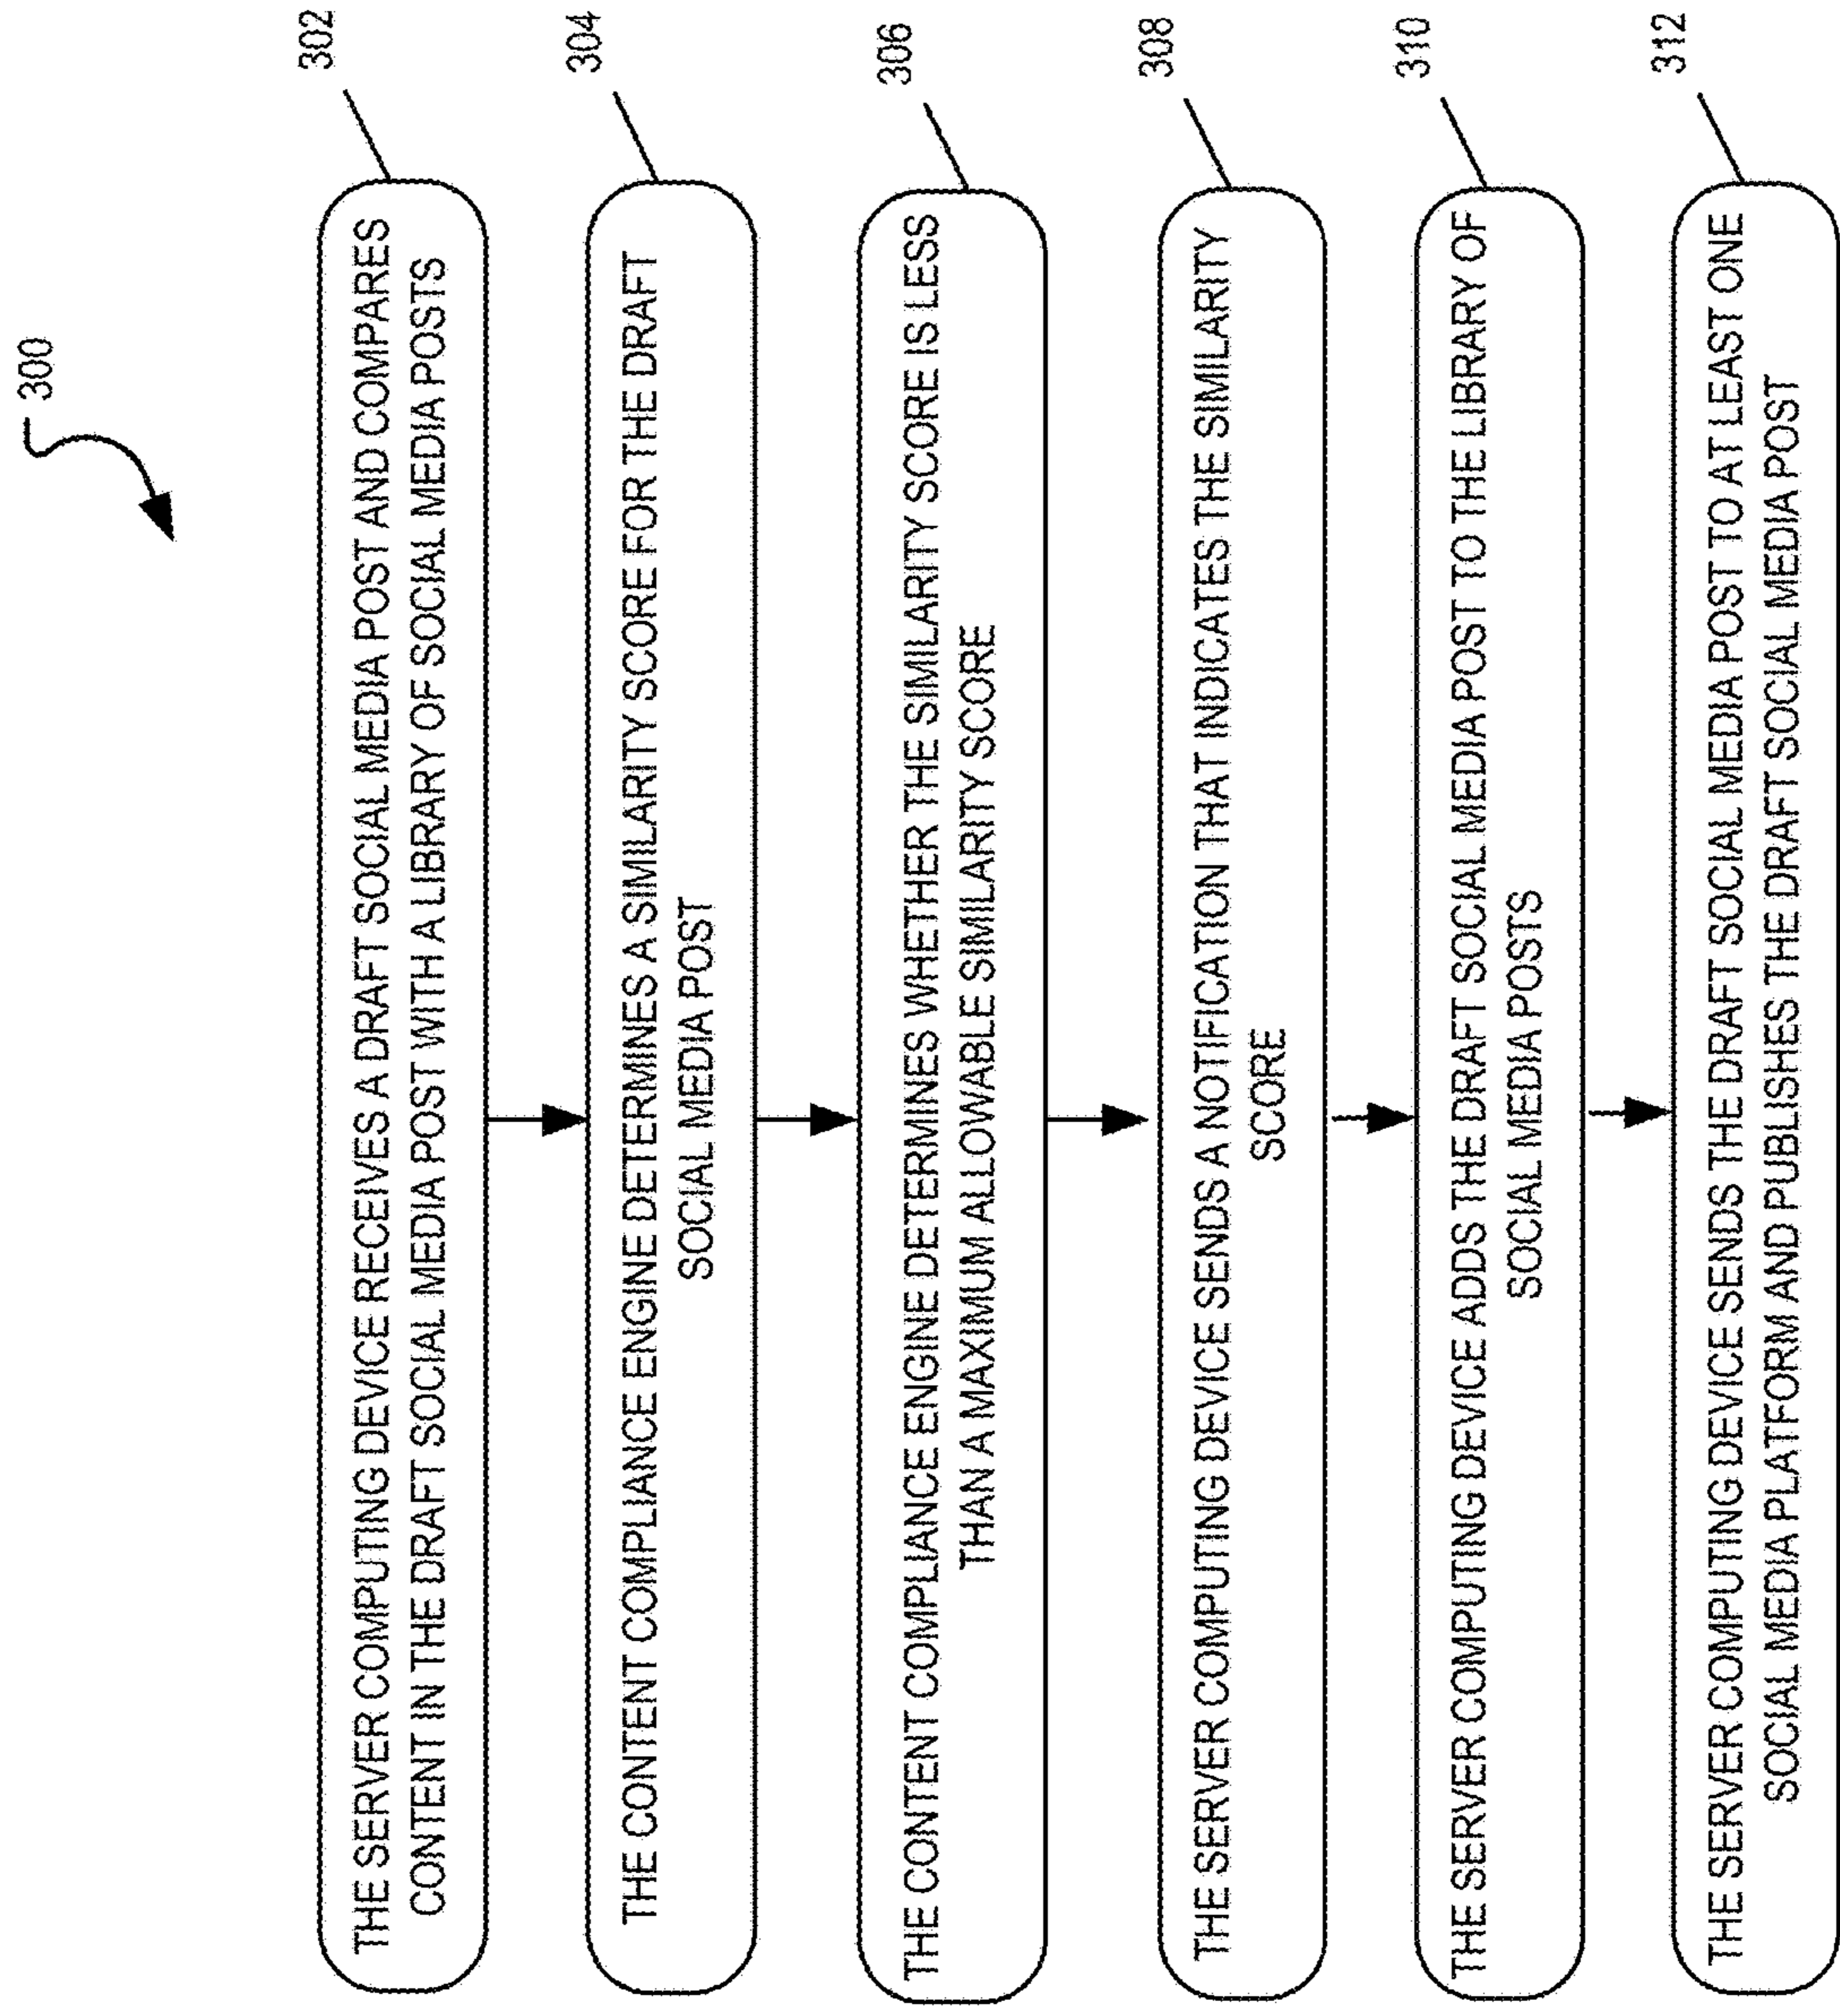 300
THE SERVER COMPUTING DEVICE RECEIVES A DRAFT SOCIAL MEDIA POST AND COMPARES
CONTENT IN THE DRAFT SOCIAL MEDIA POST WITH A LIBRARY OF SOCIAL MEDIA POSTS
302
THE CONTENT COMPLIANCE ENGINE DETERMINES A SIMILARITY SCORE FOR THE DRAFT
SOCIAL MEDIA POST
304
THE CONTENT COMPLIANCE ENGINE DETERMINES WHETHER THE SIMILARITY SCORE IS LESS
THAN A MAXIMUM ALLOWABLE SIMILARITY SCORE
306
THE SERVER COMPUTING DEVICE SENDS A NOTIFICATION THAT INDICATES THE SIMILARITY
SCORE
308
THE SERVER COMPUTING DEVICE ADDS THE DRAFT SOCIAL MEDIA POST TO THE LIBRARY OF
SOCIAL MEDIA POSTS
310
THE SERVER COMPUTING DEVICE SENDS THE DRAFT SOCIAL MEDIA POST TO AT LEAST ONE
SOCIAL MEDIA PLATFORM AND PUBLISHES THE DRAFT SOCIAL MEDIA POST
312